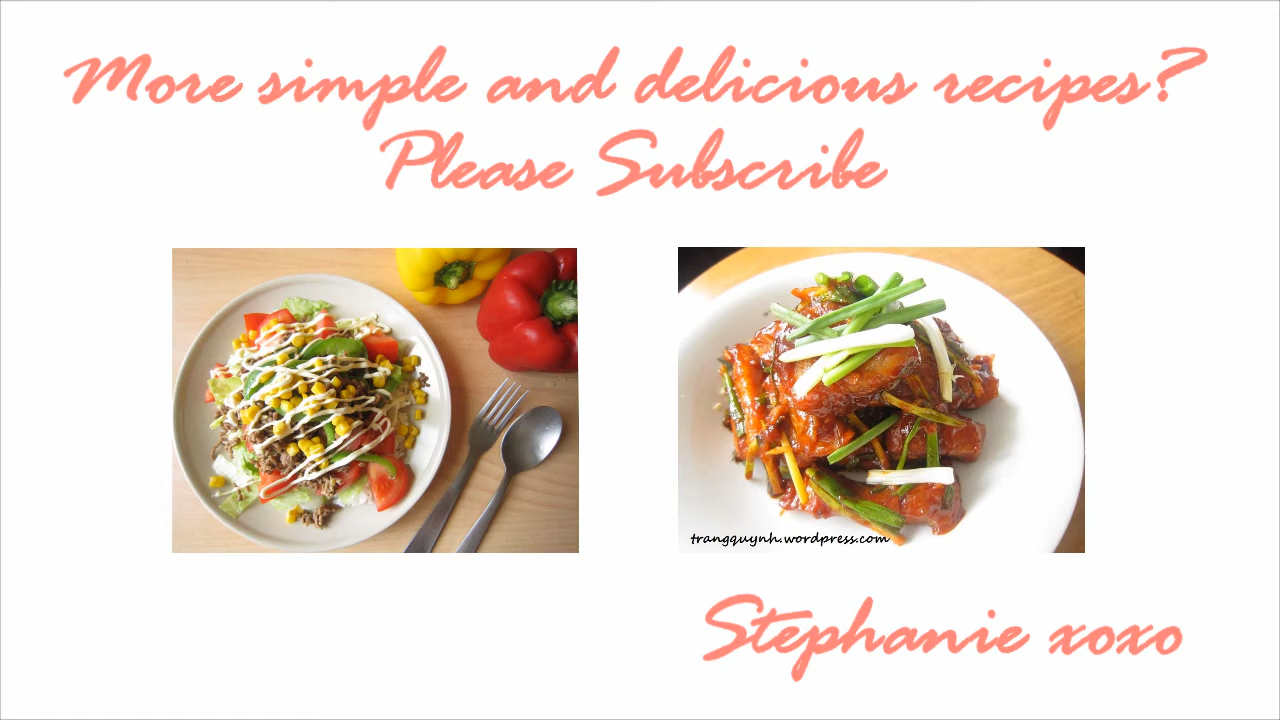 More simple and delicious recipes?
Please Subscribe
trangquynh.wordpress.com
Stephanie xoxo